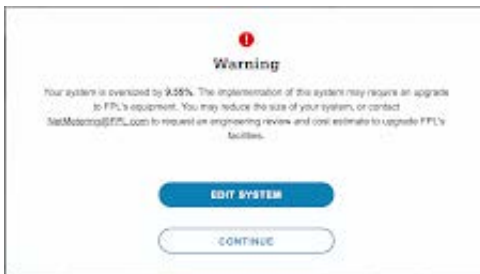 Warning
Your system is oversized by 9.55%. The implementation of this system may require an upgrade
to FPL's equipment. You may reduce the size of your system, or contact
NetMetering@FPL.com to request an engineering review and cost estimate to upgrade FPL's
facilities.
EDIT SYSTEM
CONTINUE